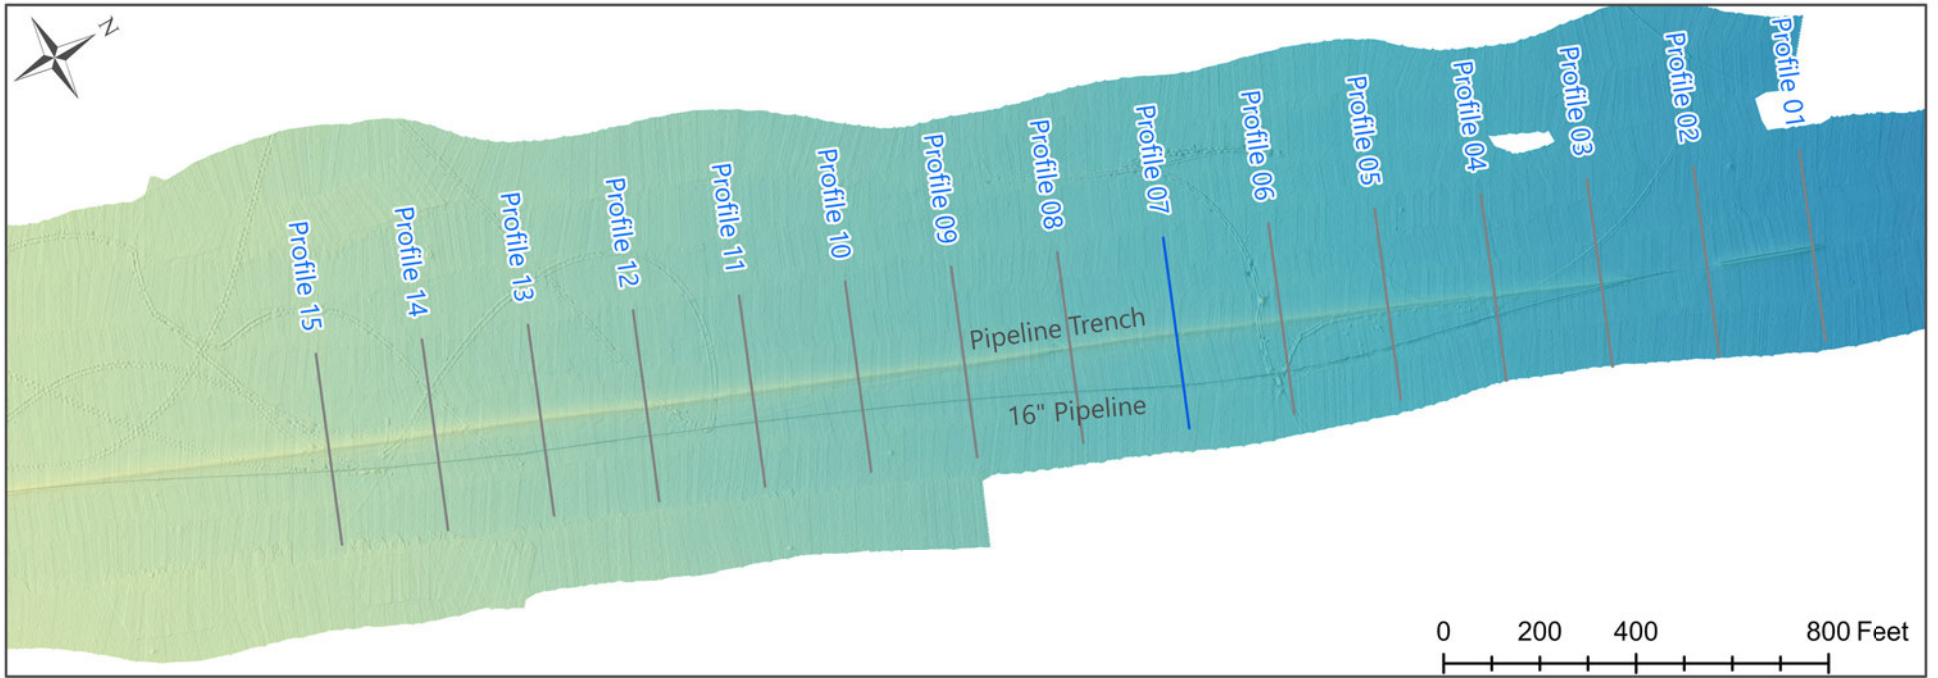 N
Profile 01
Profile 02
Profile 03
Profile 04
Profile 05
Profile 06
Profile 07
Profile 08
Profile 09
Profile 10
Profile 11
Profile 12
Profile 13
Profile 14
Profile 15
Pipeline Trench
16" Pipeline
0 200 400 800 Feet